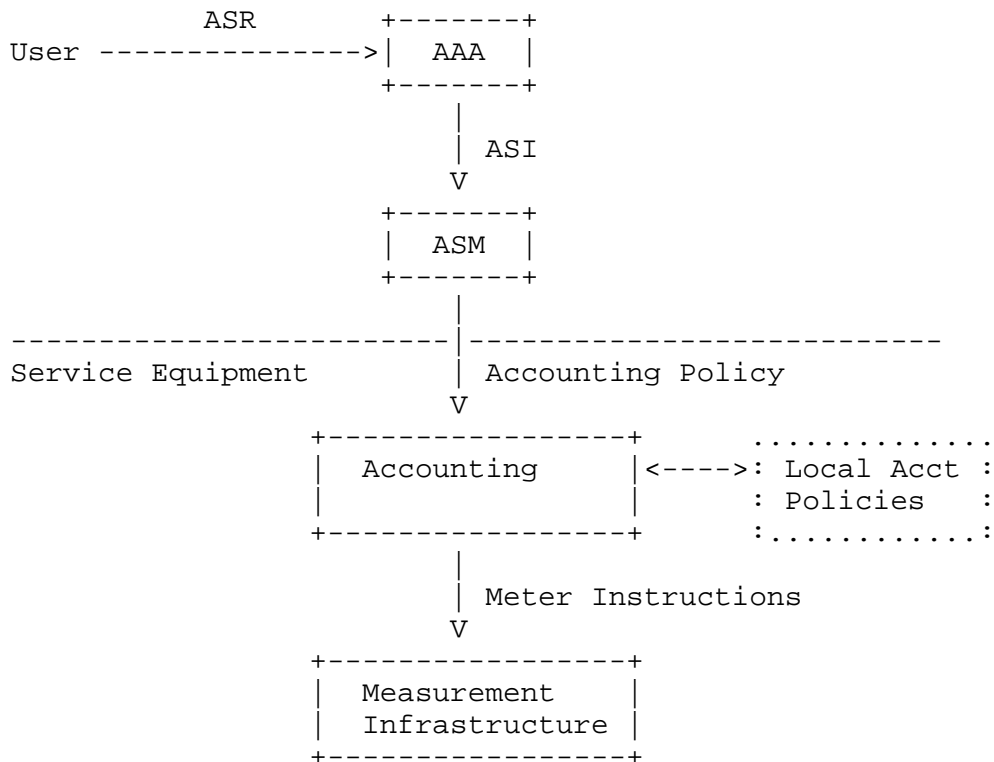 ASR
User AAA
ASI
ASM
Service Equipment Accounting Policy
Accounting Local Acct
Policies
Meter Instructions
Measurement
Infrastructure